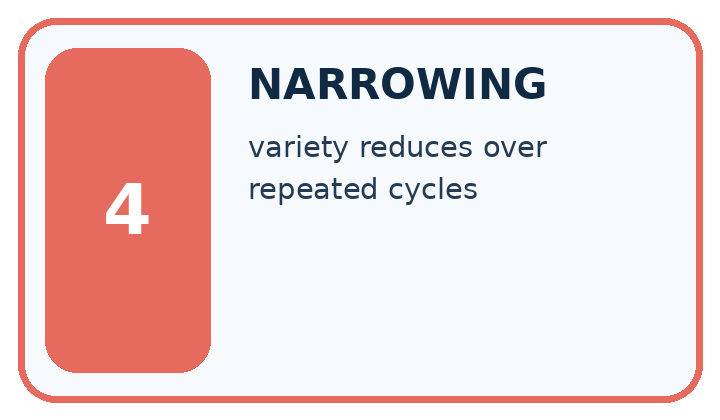 4
NARROWING
variety reduces over
repeated cycles